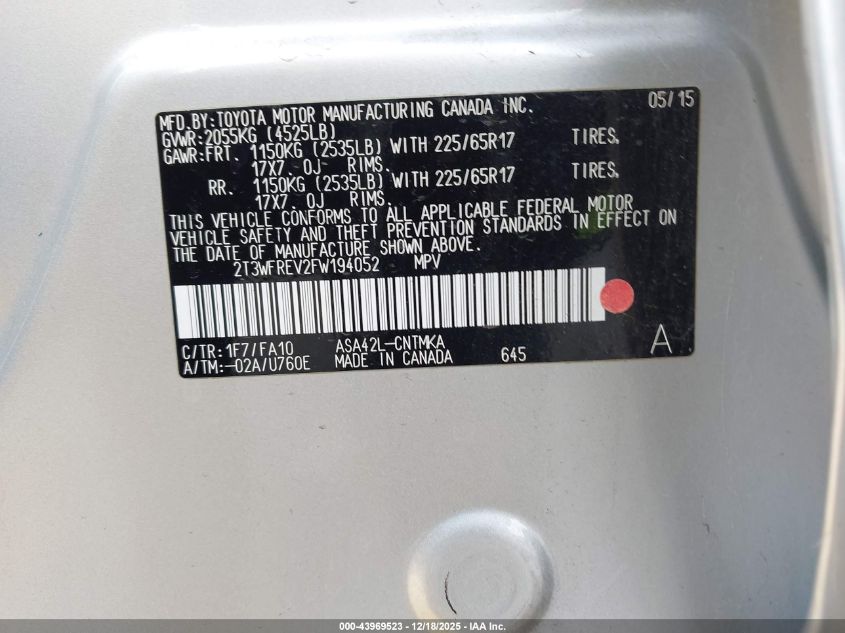 MFD.BY:TOYOTA MOTOR MANUFACTURING CANADA INC. 05/15
GVWR:2055KG (4525LB)
GAWR:FRT. 1150KG (2535LB) WITH 225/65R17 TIRES,
17X7. 0J RIMS.
RR. 1150KG (2535LB) WITH 225/65R17 TIRES,
17X7. 0J RIMS.
THIS VEHICLE CONFORMS TO ALL APPLICABLE FEDERAL MOTOR
VEHICLE SAFETY AND THEFT PREVENTION STANDARDS IN EFFECT ON
THE DATE OF MANUFACTURE SHOWN ABOVE.
2T3WFREV2FW194052 MPV
C/TR:1F7/FA10 ASA42L-CNTMKA A
A/TM:-02A/U760E MADE IN CANADA 645
000-43969523 - 12/18/2025 - IAA Inc.